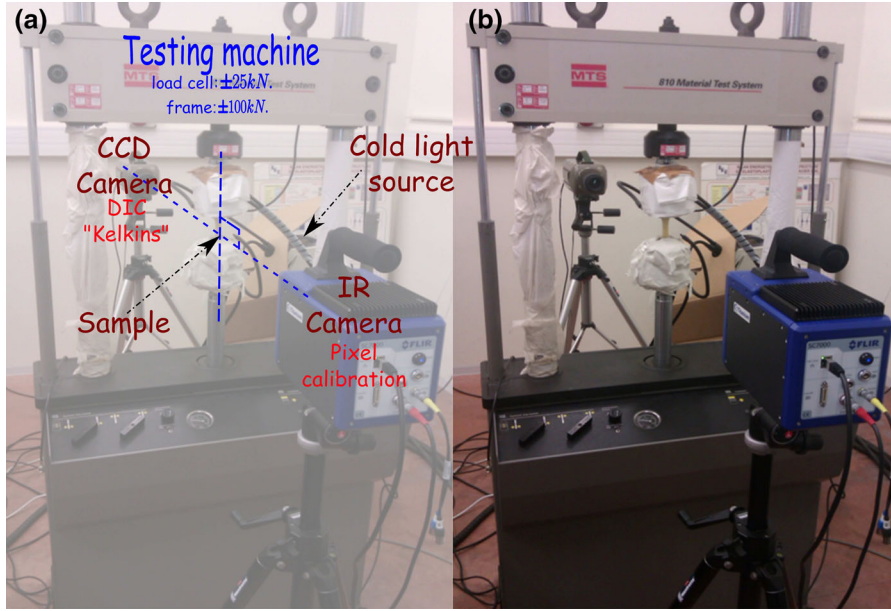 (a)
Testing machine
load cell:±25kN.
frame:±100kN.
MTS
CCD
Camera
DIC
"Kelkins"
Cold light
source
Sample
IR
Camera
Pixel
calibration
FLIR
(b)
MTS
810 Material Test System
SC7000
FLIR